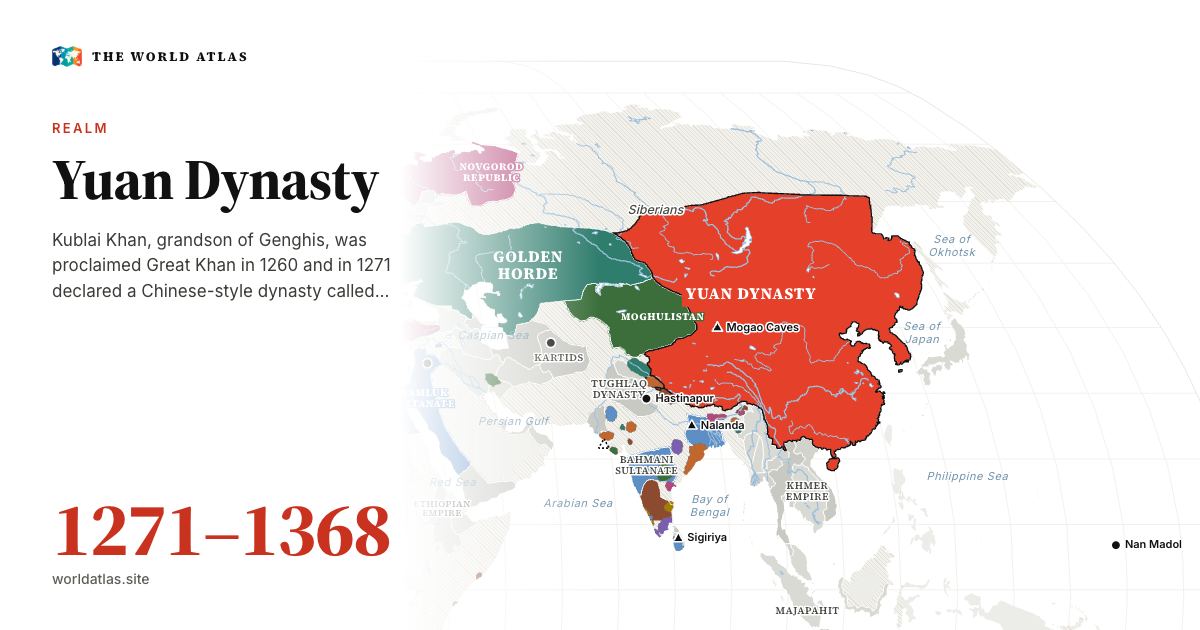 THE WORLD ATLAS
REALM
Yuan Dynasty
Kublai Khan, grandson of Genghis, was
proclaimed Great Khan in 1260 and in 1271
declared a Chinese-style dynasty called...
1271–1368
worldatlas.site
NOVGOROD
REPUBLIC
Siberians
Sea of
Okhotsk
GOLDEN
HORDE
YUAN DYNASTY
MOGHULISTAN
Mogao Caves
Sea of
Japan
Caspian Sea
KARTIDS
TUGHLAQ
DYNASTY
Hastinapur
Persian Gulf
Nalanda
BAHMANI
SULTANATE
Red Sea
Arabian Sea
Bay of
Bengal
KHMER
EMPIRE
Philippine Sea
ETHIOPIAN
EMPIRE
Sigiriya
Nan Madol
MAJAPAHIT